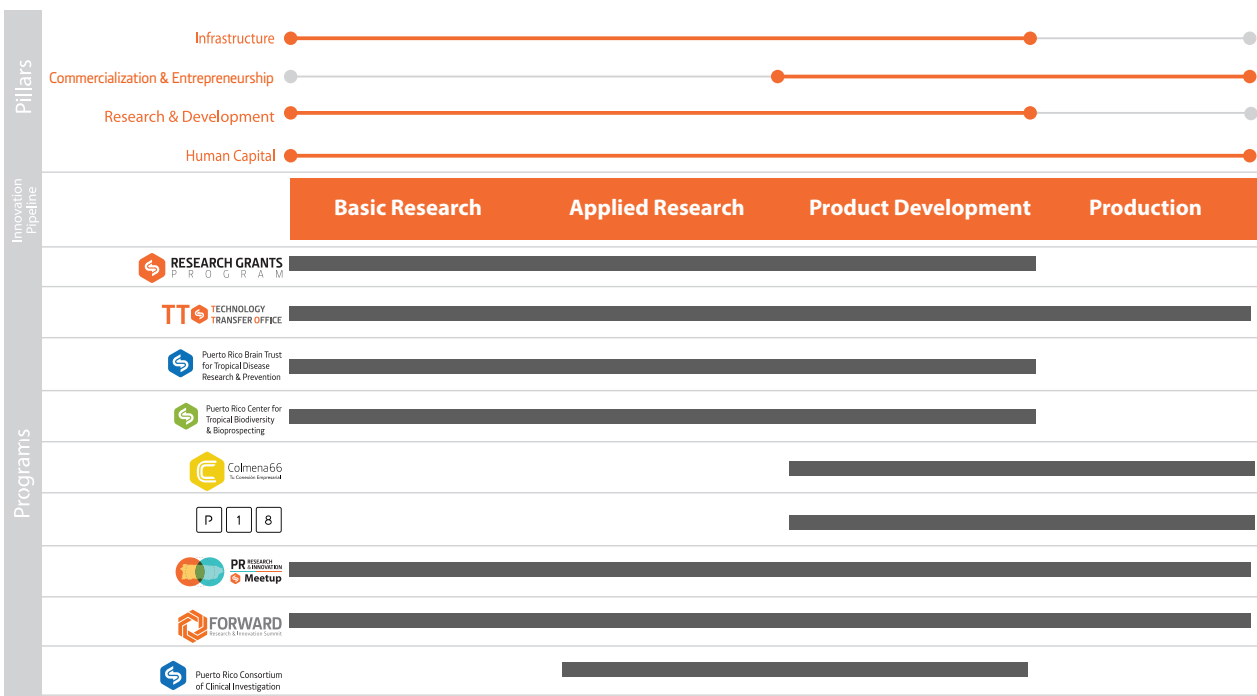 Pillars
Infrastructure
Commercialization & Entrepreneurship
Research & Development
Human Capital
Innovation
Pipeline
Basic Research
Applied Research
Product Development
Production
Programs
RESEARCH GRANTS
PROGRAM
TTO TECHNOLOGY
TRANSFER OFFICE
Puerto Rico Brain Trust
for Tropical Disease
Research & Prevention
Puerto Rico Center for
Tropical Biodiversity
& Bioprospecting
Colmena66
Tu Conexión Empresarial
P 1 8
PR RESEARCH
& INNOVATION
Meetup
FORWARD
Research & Innovation Summit
Puerto Rico Consortium
of Clinical Investigation